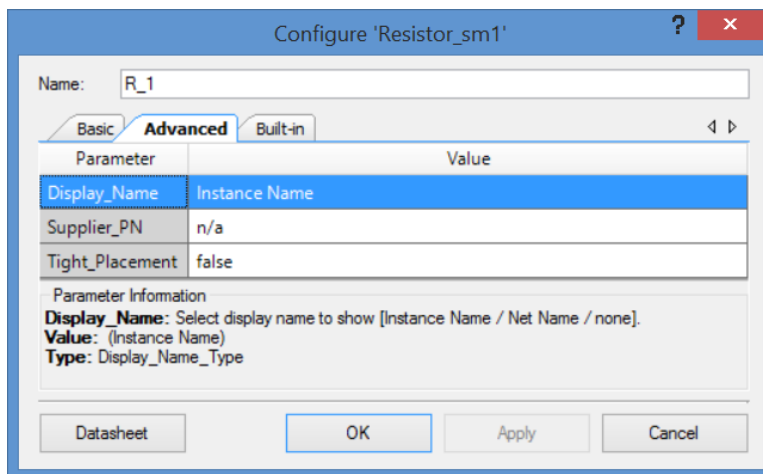 Configure 'Resistor_sm1'
?
×
Name: R_1
Basic Advanced Built-in
Parameter Value
Display_Name Instance Name
Supplier_PN n/a
Tight_Placement false
Parameter Information
Display_Name: Select display name to show [Instance Name / Net Name / none].
Value: (Instance Name)
Type: Display_Name_Type
Datasheet OK Apply Cancel